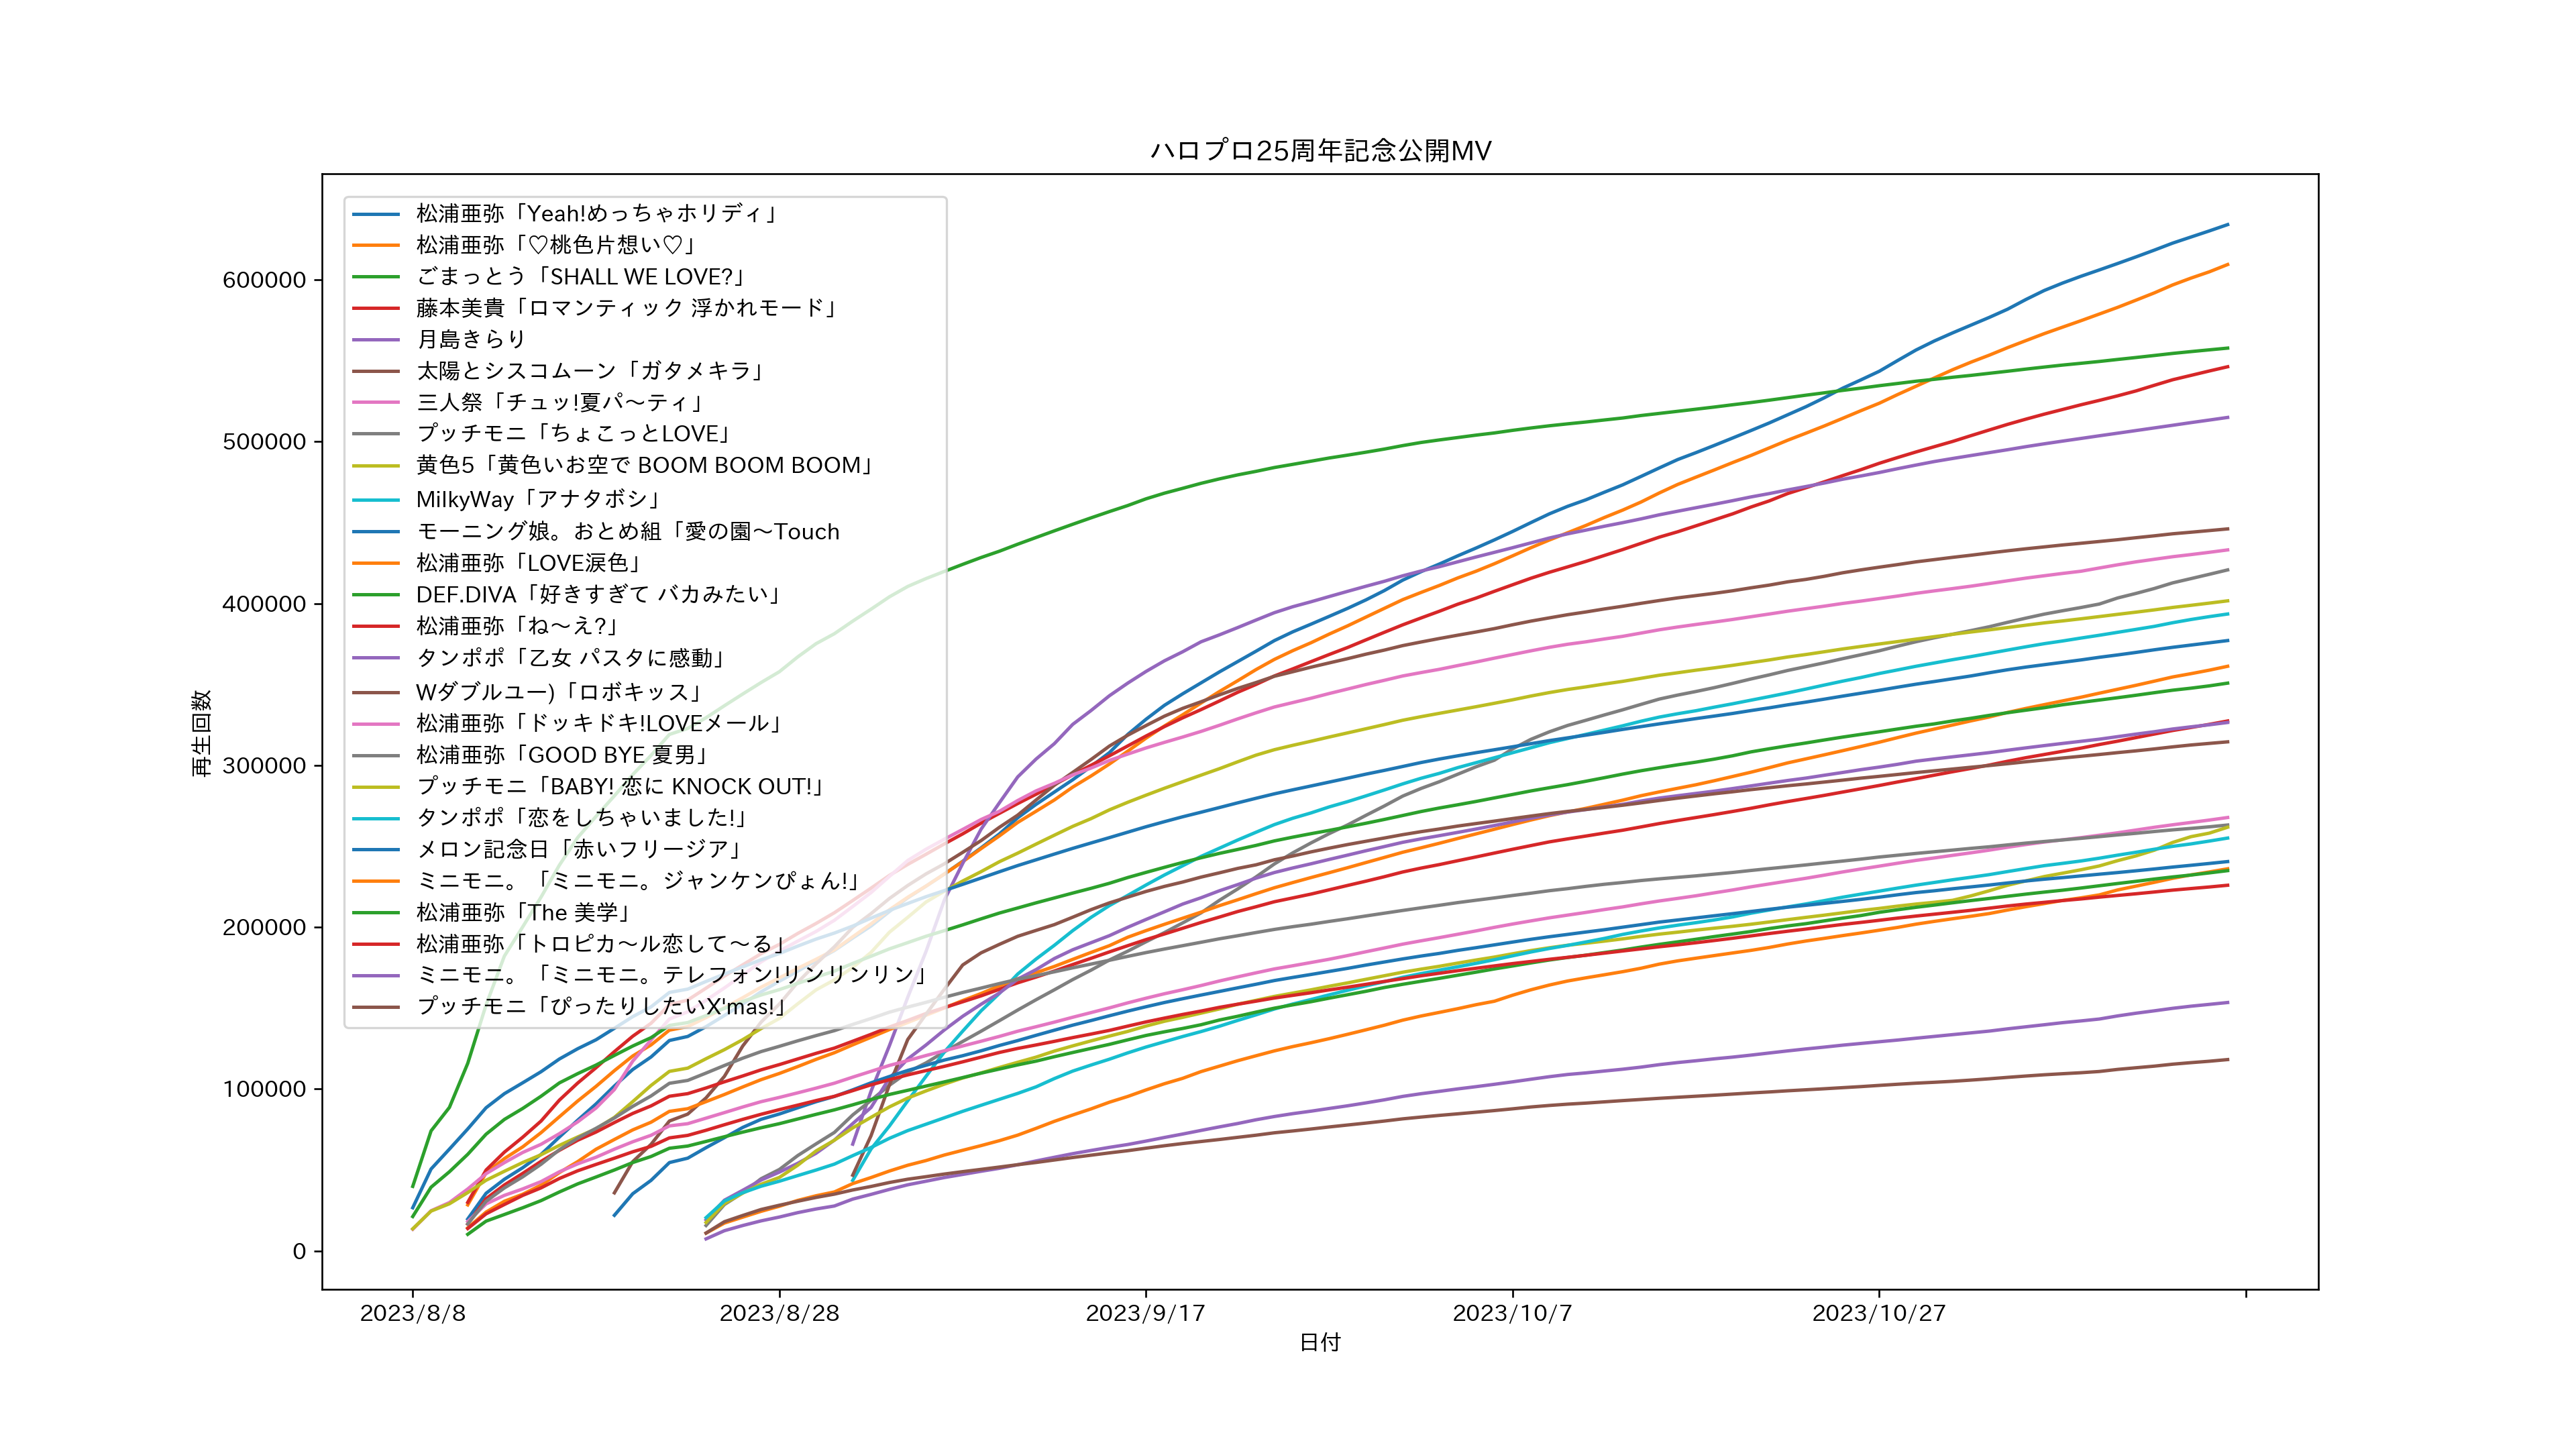 ハロプロ25周年記念公開MV
松浦亜弥「Yeah!めっちゃホリディ」
松浦亜弥「♡桃色片想い♡」
ごまっとう「SHALL WE LOVE?」
藤本美貴「ロマンティック 浮かれモード」
月島きらり
太陽とシスコムーン「ガタメキラ」
三人祭「チュッ!夏パ〜ティ」
プッチモニ「ちょこっとLOVE」
黄色5「黄色いお空で BOOM BOOM BOOM」
MilkyWay「アナタボシ」
モーニング娘。おとめ組「愛の園〜Touch
松浦亜弥「LOVE涙色」
DEF.DIVA「好きすぎて バカみたい」
松浦亜弥「ね〜え?」
タンポポ「乙女 パスタに感動」
Wダブルユー)「ロボキッス」
松浦亜弥「ドッキドキ!LOVEメール」
松浦亜弥「GOOD BYE 夏男」
プッチモニ「BABY! 恋に KNOCK OUT!」
タンポポ「恋をしちゃいました!」
メロン記念日「赤いフリージア」
ミニモニ。「ミニモニ。ジャンケンぴょん!」
松浦亜弥「The 美学」
松浦亜弥「トロピカ〜ル恋して〜る」
ミニモニ。「ミニモニ。テレフォン!リンリンリン」
プッチモニ「ぴったりしたいX'mas!」
再生回数
600000
500000
400000
300000
200000
100000
0
2023/8/8
2023/8/28
2023/9/17
2023/10/7
2023/10/27
日付